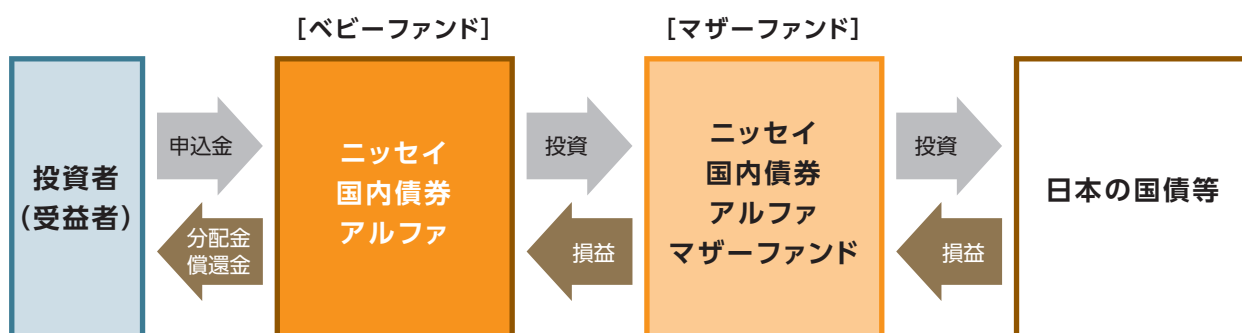 [ベビーファンド]
[マザーファンド]
投資者
（受益者）
申込金
分配金
償還金
ニッセイ
国内債券
アルファ
投資
損益
ニッセイ
国内債券
アルファ
マザーファンド
投資
損益
日本の国債等